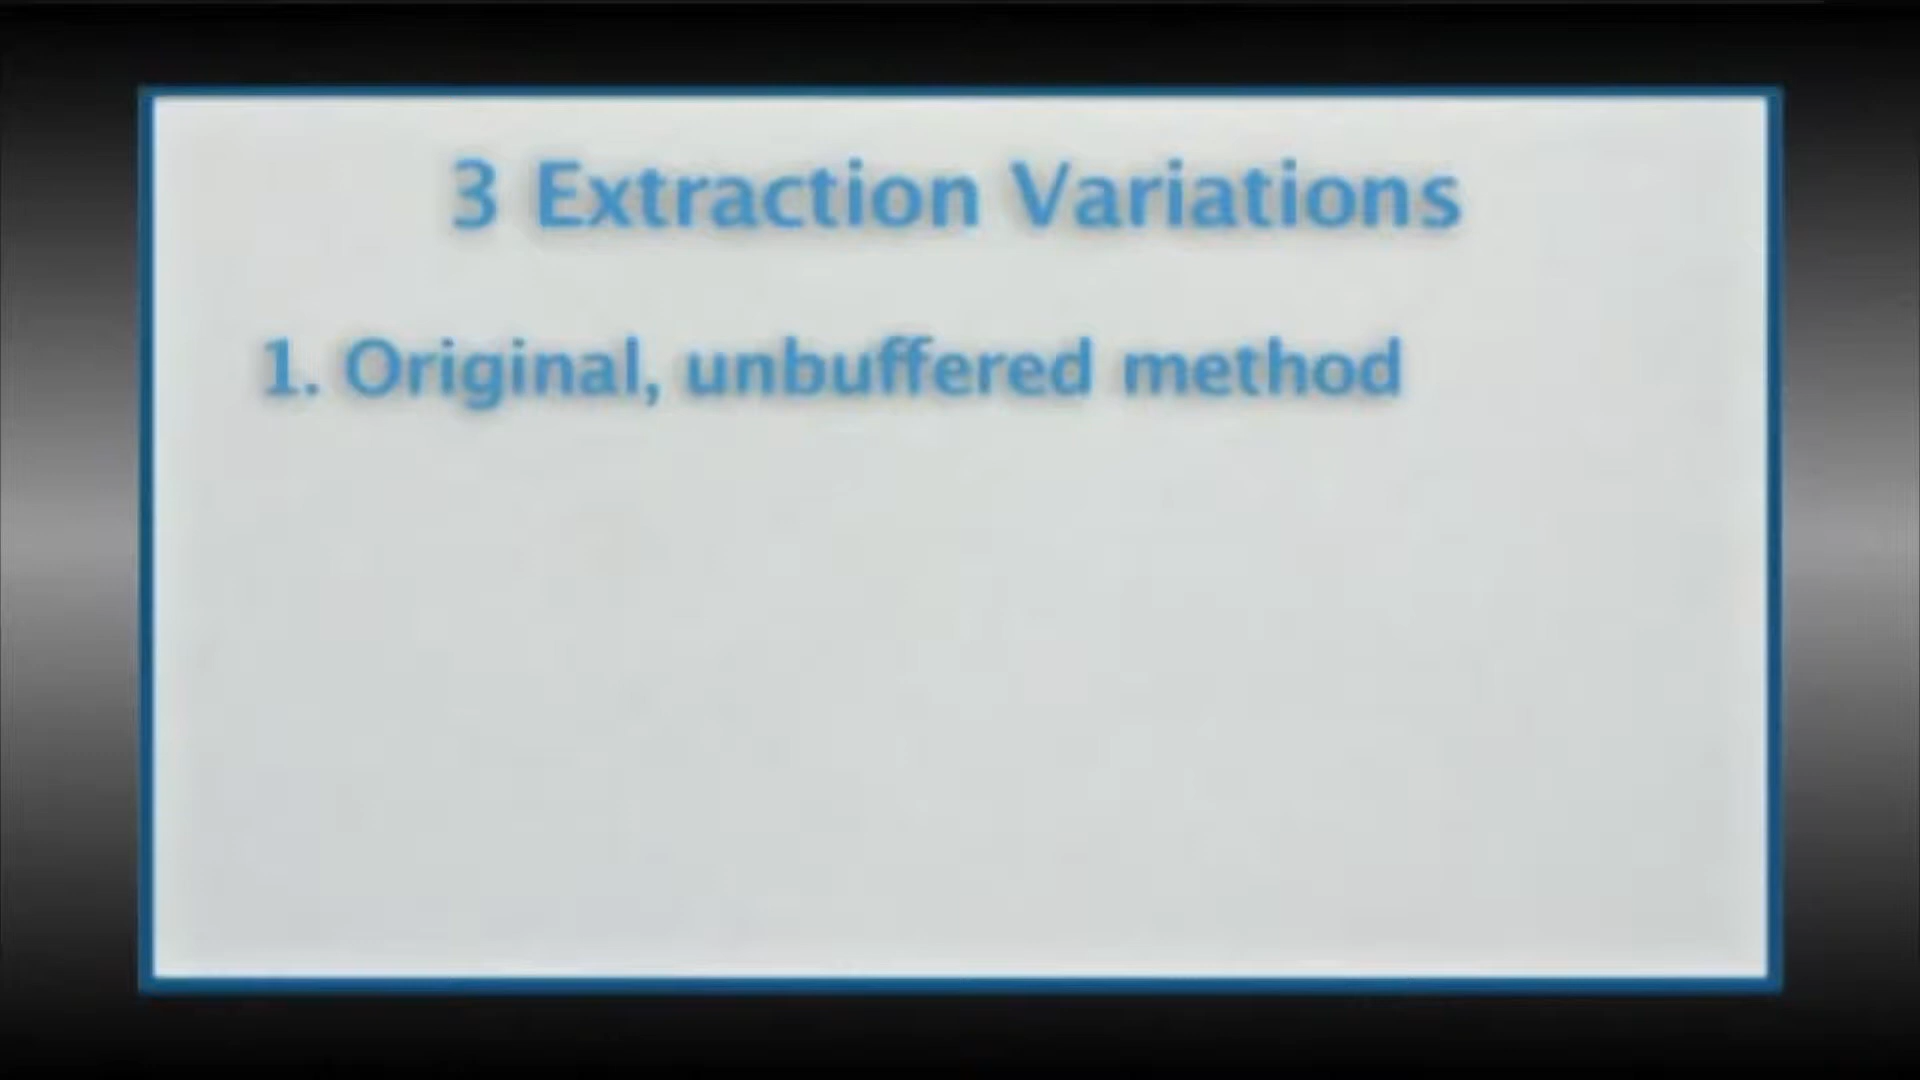 3 Extraction Variations
1. Original, unbuffered method